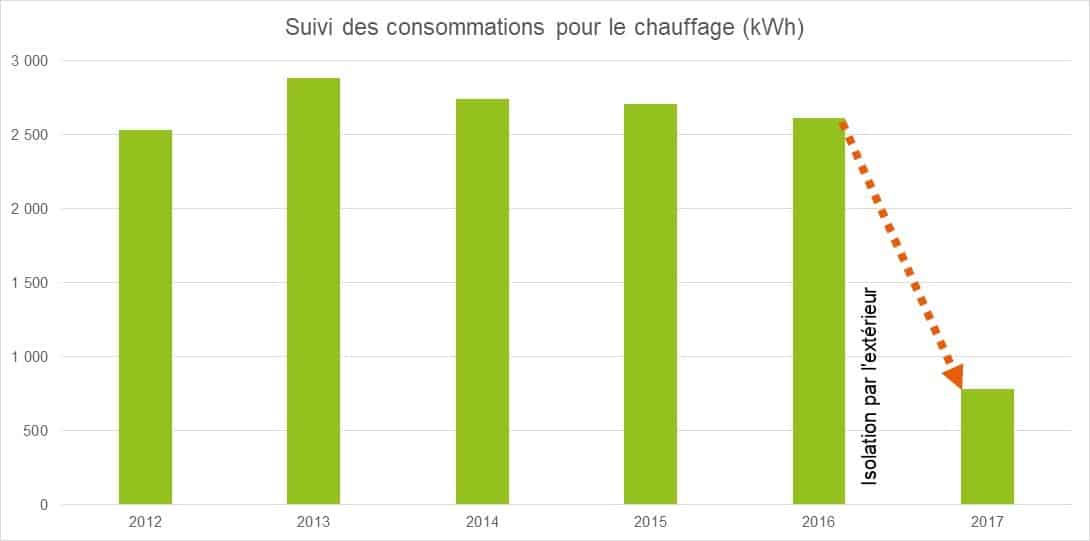 Suivi des consommations pour le chauffage (kWh)
3 000
2 500
2 000
1 500
1 000
500
0
Isolation par l'extérieur
2012 2013 2014 2015 2016 2017